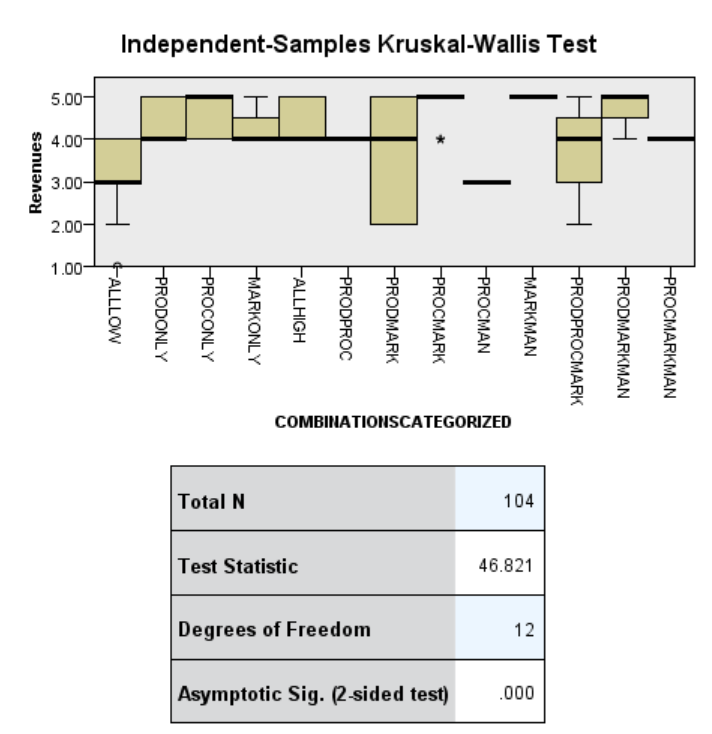 Independent-Samples Kruskal-Wallis Test
Revenues
5.00
4.00
3.00
2.00
1.00
ALLLOW
PRODONLY
PROCONLY
MARKONLY
ALLHIGH
PRODPROC
PRODMARK
PROCMARK
PROCMAN
MARKMAN
PRODPROCMARK
PRODMARKMAN
PROCMARKMAN
COMBINATIONSCATEGORIZED
Total N 104
Test Statistic 46.821
Degrees of Freedom 12
Asymptotic Sig. (2-sided test) .000